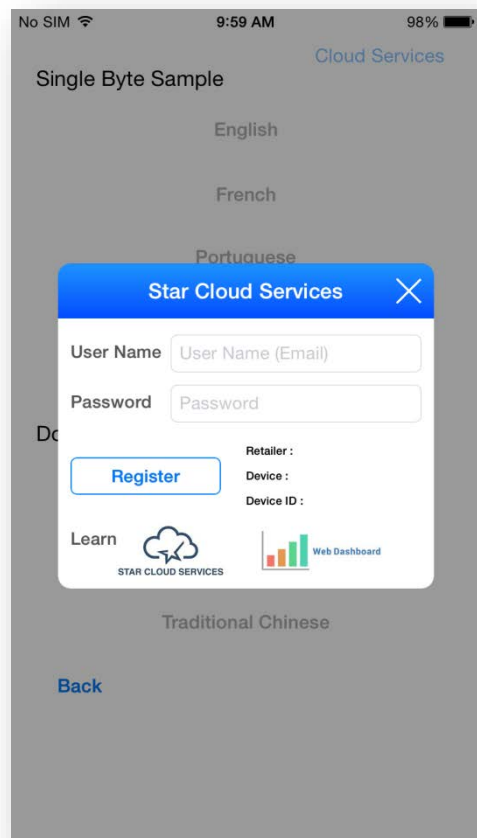 No SIM 9:59 AM 98%
Cloud Services
Single Byte Sample
English
French
Portuguese
Star Cloud Services
User Name User Name (Email)
Password Password
Do
Register
Retailer :
Device :
Device ID :
Learn
STAR CLOUD SERVICES
Web Dashboard
Traditional Chinese
Back